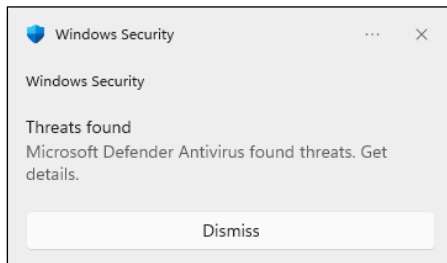 Windows Security
Windows Security
Threats found
Microsoft Defender Antivirus found threats. Get
details.
Dismiss